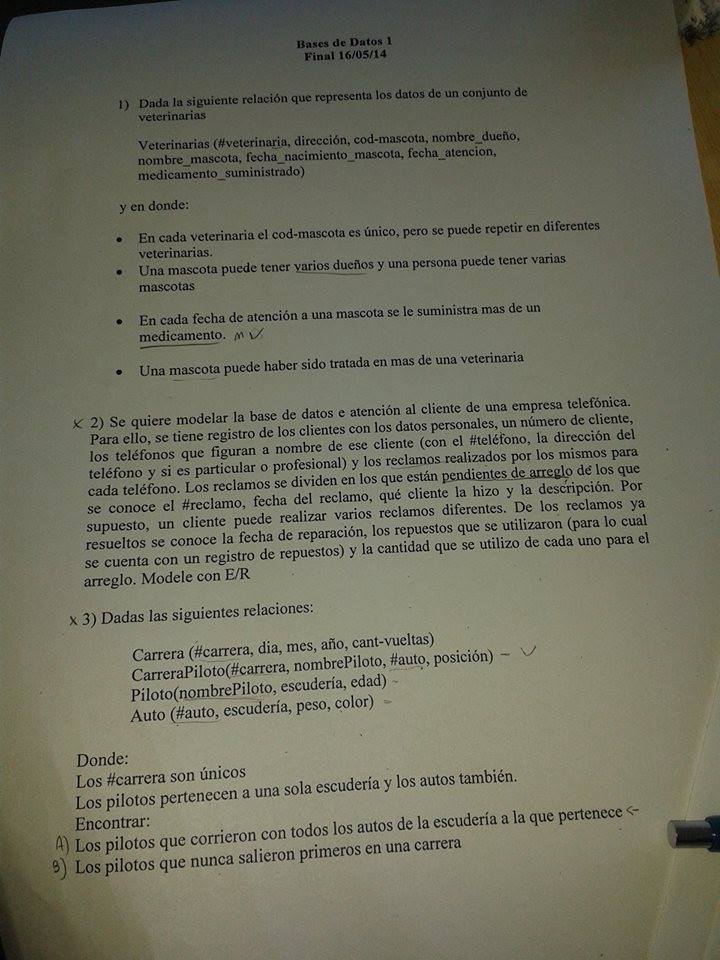 Bases de Datos 1
Final 16/05/14
1) Dada la siguiente relación que representa los datos de un conjunto de
veterinarias
Veterinarias (#veterinaria, dirección, cod-mascota, nombre_dueño,
nombre_mascota, fecha_nacimiento_mascota, fecha_atencion,
medicamento_suministrado)
y en donde:
• En cada veterinaria el cod-mascota es único, pero se puede repetir en diferentes
veterinarias.
• Una mascota puede tener varios dueños y una persona puede tener varias
mascotas
• En cada fecha de atención a una mascota se le suministra mas de un
medicamento. M ✓
• Una mascota puede haber sido tratada en mas de una veterinaria
x 2) Se quiere modelar la base de datos e atención al cliente de una empresa telefónica.
Para ello, se tiene registro de los clientes con los datos personales, un número de cliente,
los teléfonos que figuran a nombre de ese cliente (con el #teléfono, la dirección del
teléfono y si es particular o profesional) y los reclamos realizados por los mismos para
cada teléfono. Los reclamos se dividen en los que están pendientes de arreglo de los que
se conoce el #reclamo, fecha del reclamo, qué cliente la hizo y la descripción. Por
supuesto, un cliente puede realizar varios reclamos diferentes. De los reclamos ya
resueltos se conoce la fecha de reparación, los repuestos que se utilizaron (para lo cual
se cuenta con un registro de repuestos) y la cantidad que se utilizo de cada uno para el
arreglo. Modele con E/R
x 3) Dadas las siguientes relaciones:
Carrera (#carrera, dia, mes, año, cant-vueltas)
CarreraPiloto(#carrera, nombrePiloto, #auto, posición) – ✓
Piloto(nombrePiloto, escudería, edad) -
Auto (#auto, escudería, peso, color) -
Donde:
Los #carrera son únicos
Los pilotos pertenecen a una sola escudería y los autos también.
Encontrar:
A) Los pilotos que corrieron con todos los autos de la escudería a la que pertenece ←
B) Los pilotos que nunca salieron primeros en una carrera